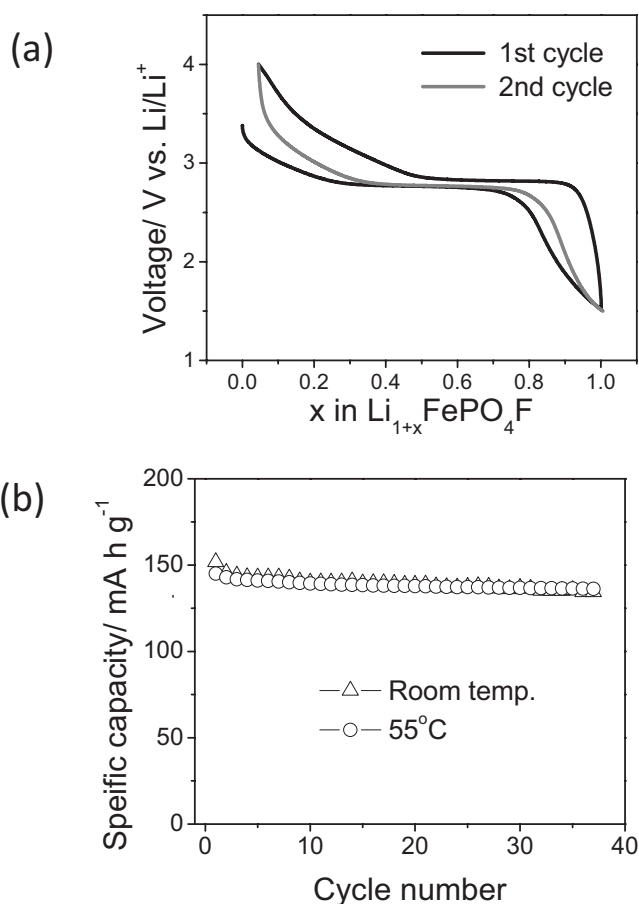 (a)
1st cycle
2nd cycle
4
3
2
1
Voltage/ V vs. Li/Li⁺
0.0 0.2 0.4 0.6 0.8 1.0
x in Li₁₊ₓFePO₄F
(b)
200
150
100
50
0
Speific capacity/ mA h g⁻¹
Room temp.
55°C
0 10 20 30 40
Cycle number